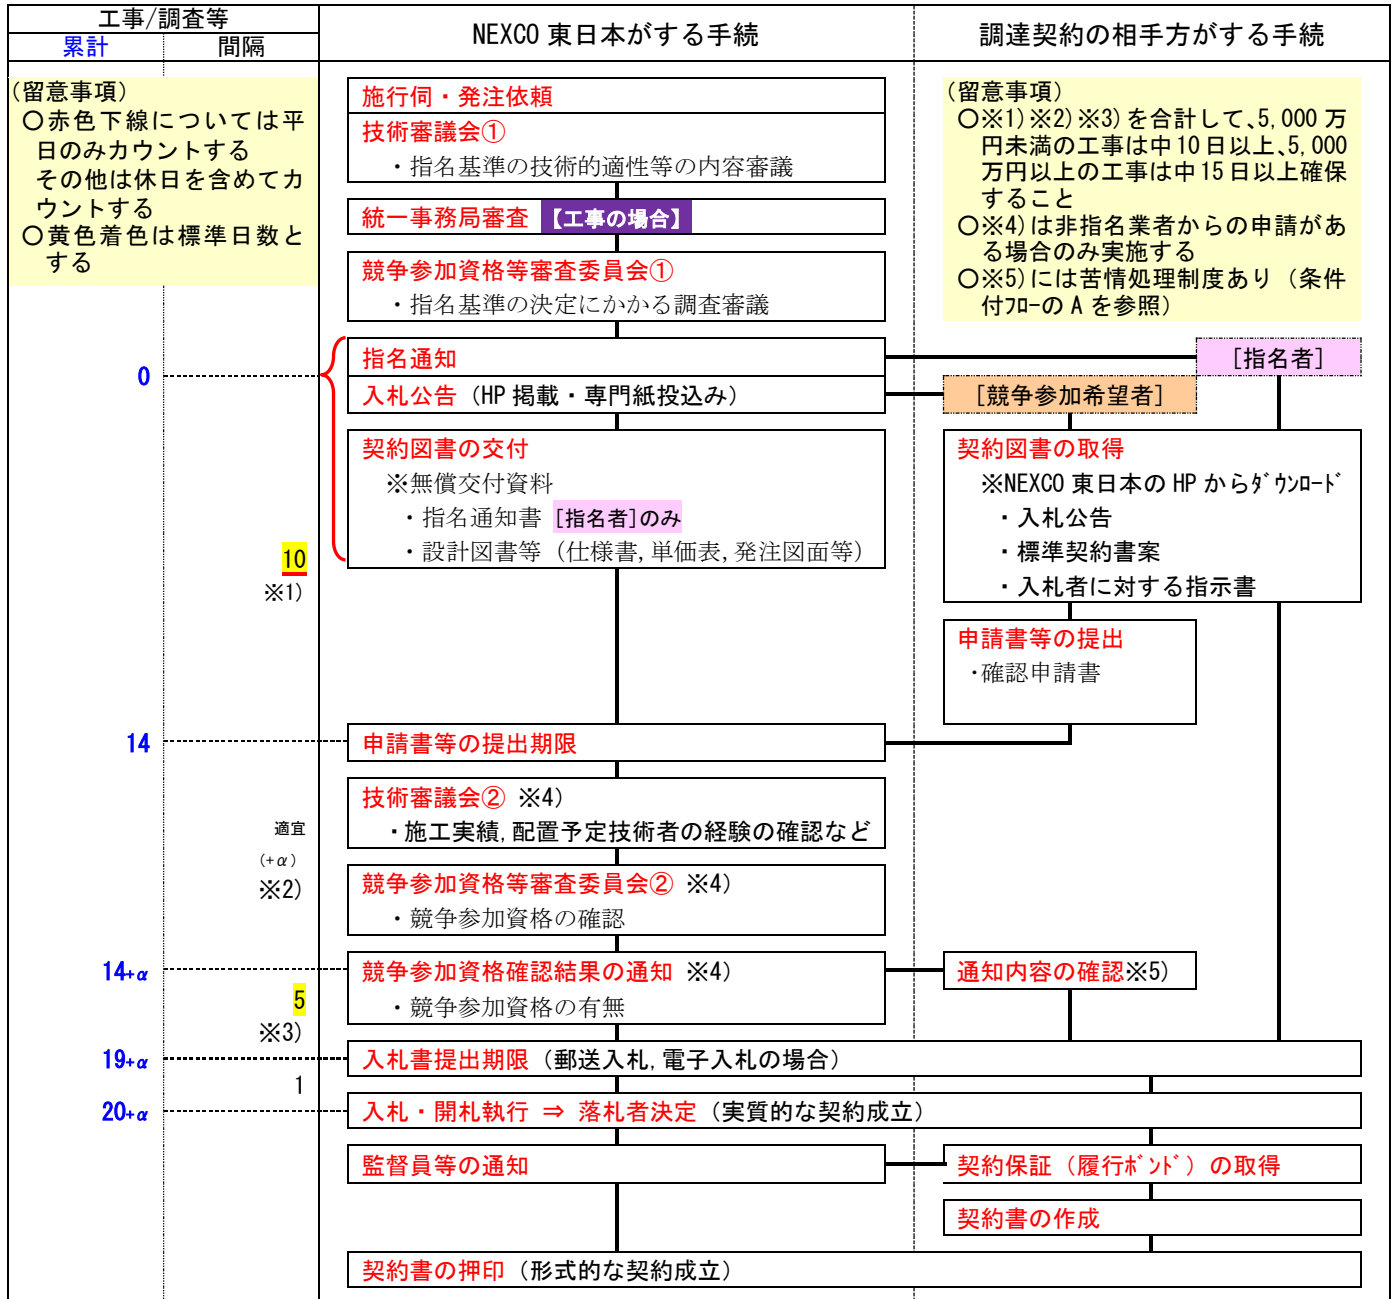 工事/調査等
累計
間隔
NEXCO 東日本がする手続
調達契約の相手方がする手続
(留意事項)
○赤色下線については平
日のみカウントする
その他は休日を含めてカ
ウントする
○黄色着色は標準日数と
する
施行伺・発注依頼
技術審議会①
・指名基準の技術的適性等の内容審議
統一事務局審査 【工事の場合】
競争参加資格等審査委員会①
・指名基準の決定にかかる調査審議
(留意事項)
○※1)※2)※3)を合計して、5,000 万
円未満の工事は中 10 日以上、5,000
万円以上の工事は中 15 日以上確保
すること
○※4)は非指名業者からの申請があ
る場合のみ実施する
○※5)には苦情処理制度あり（条件
付ﾌﾛｰの A を参照）
0
指名通知
[指名者]
入札公告（HP 掲載・専門紙投込み）
[競争参加希望者]
契約図書の交付
※無償交付資料
・指名通知書 [指名者]のみ
・設計図書等（仕様書,単価表,発注図面等）
10
※1)
契約図書の取得
※NEXCO 東日本の HP からﾀﾞｳﾝﾛｰﾄﾞ
・入札公告
・標準契約書案
・入札者に対する指示書
申請書等の提出
・確認申請書
14
申請書等の提出期限
技術審議会② ※4)
・施工実績,配置予定技術者の経験の確認など
適宜
(+α)
※2)
競争参加資格等審査委員会② ※4)
・競争参加資格の確認
14+α
競争参加資格確認結果の通知 ※4)
・競争参加資格の有無
通知内容の確認※5)
5
※3)
19+α
入札書提出期限（郵送入札,電子入札の場合）
1
20+α
入札・開札執行 ⇒ 落札者決定（実質的な契約成立）
監督員等の通知
契約保証（履行ﾎﾞﾝﾄﾞ）の取得
契約書の作成
契約書の押印（形式的な契約成立）